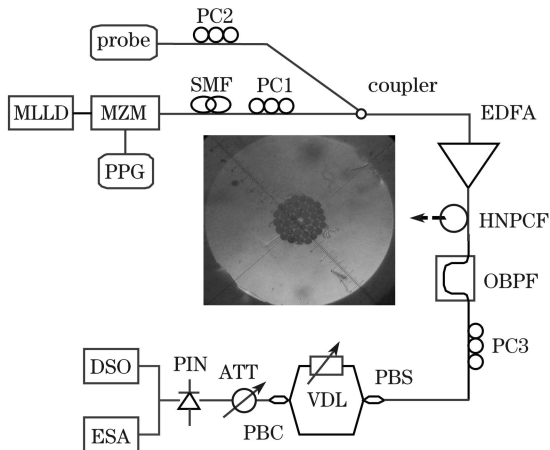 PC2
probe
SMF
PC1
coupler
MLLD
MZM
EDFA
PPG
HNPCF
OBPF
PC3
DSO
PIN
ATT
VDL
PBS
PBC
ESA